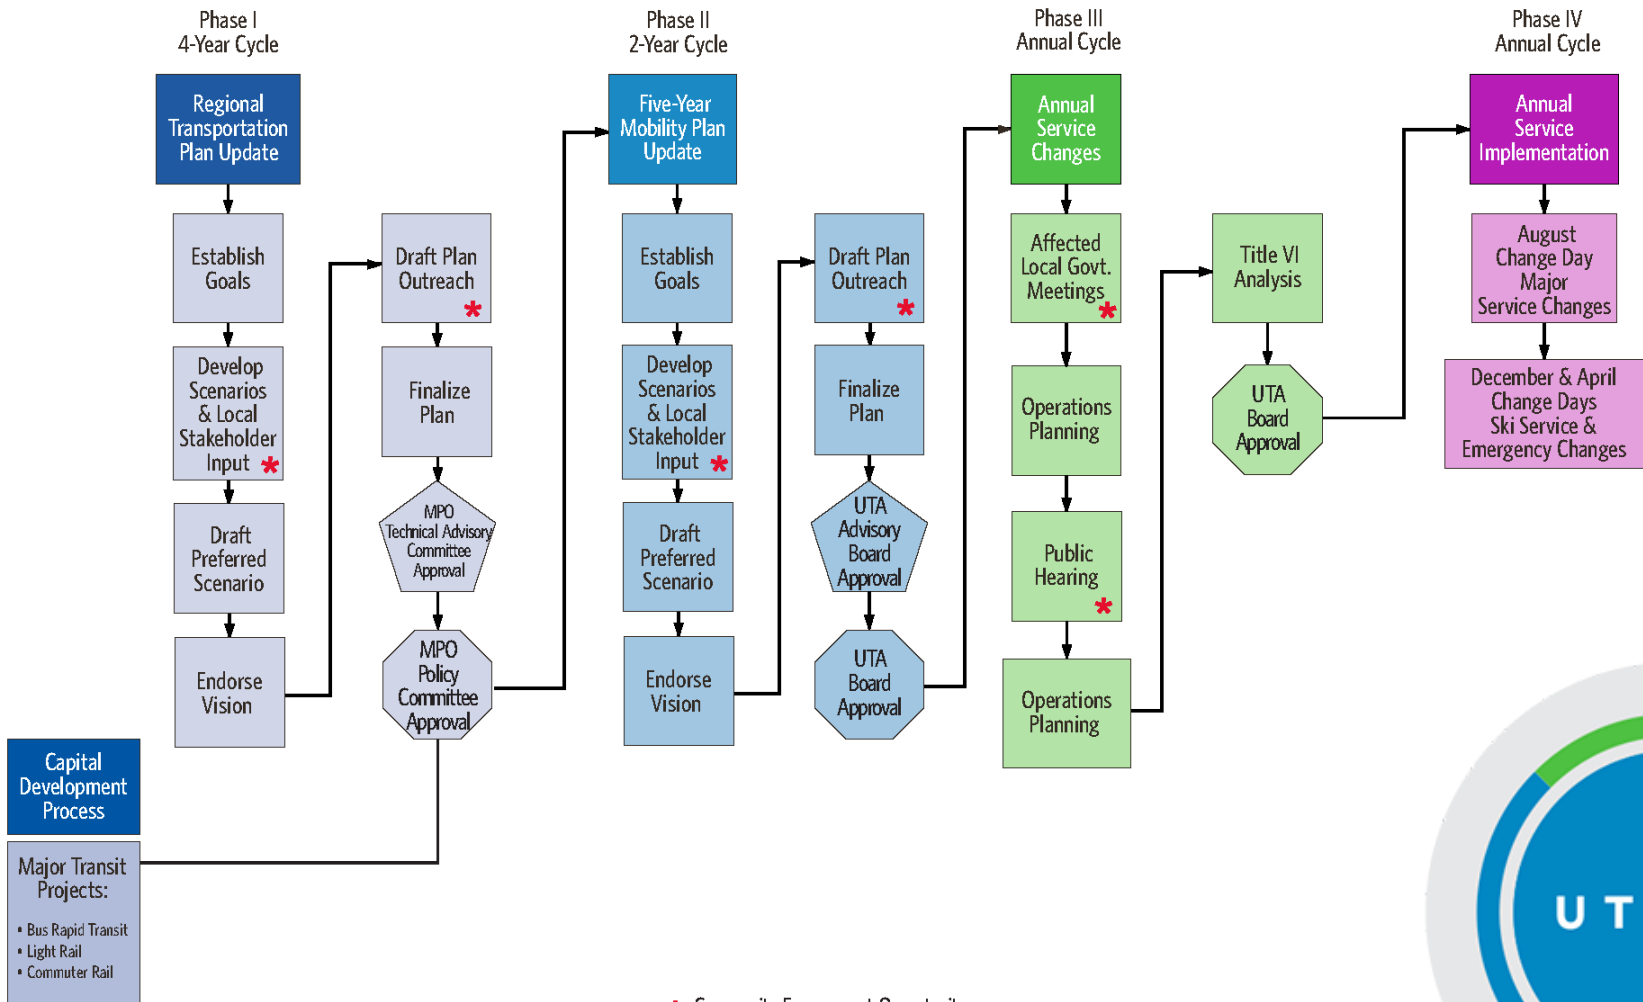 Phase I
4-Year Cycle
Regional
Transportation
Plan Update
Establish
Goals
Develop
Scenarios
& Local
Stakeholder
Input *
Draft
Preferred
Scenario
Endorse
Vision
Draft Plan
Outreach
*
Finalize
Plan
MPO
Technical Advisory
Committee
Approval
MPO
Policy
Committee
Approval
Capital
Development
Process
Major Transit
Projects:
• Bus Rapid Transit
• Light Rail
• Commuter Rail
Phase II
2-Year Cycle
Five-Year
Mobility Plan
Update
Establish
Goals
Develop
Scenarios
& Local
Stakeholder
Input *
Draft
Preferred
Scenario
Endorse
Vision
Draft Plan
Outreach
*
Finalize
Plan
UTA
Advisory
Board
Approval
UTA
Board
Approval
Phase III
Annual Cycle
Annual
Service
Changes
Affected
Local Govt.
Meetings
*
Operations
Planning
Public
Hearing
*
Operations
Planning
Title VI
Analysis
UTA
Board
Approval
Phase IV
Annual Cycle
Annual
Service
Implementation
August
Change Day
Major
Service Changes
December & April
Change Days
Ski Service &
Emergency Changes
U T